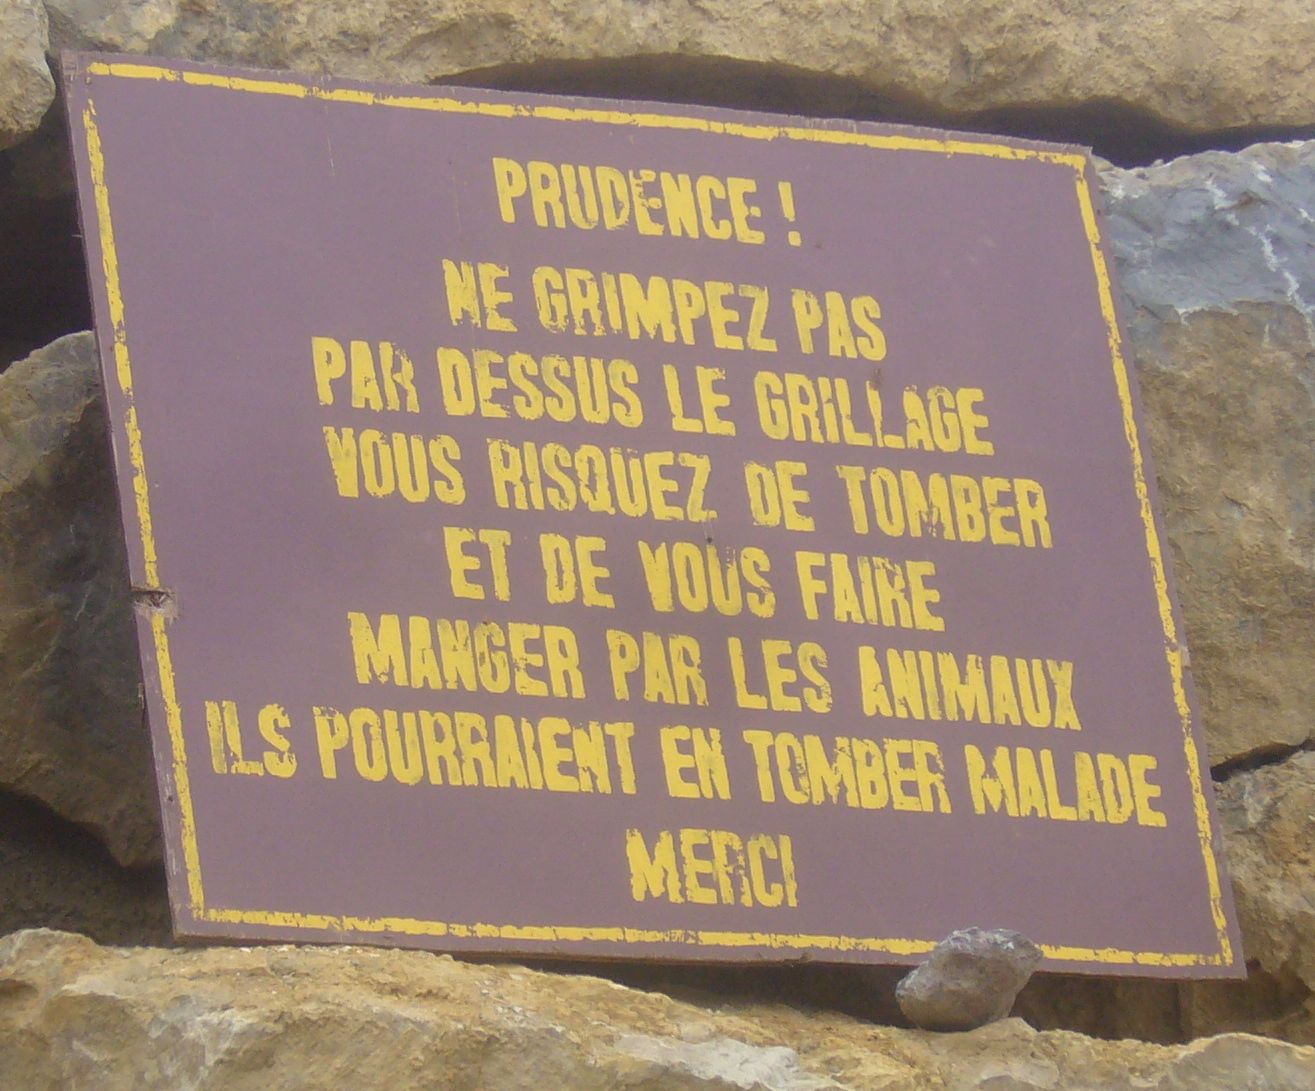 PRUDENCE !
NE GRIMPEZ PAS
PAR DESSUS LE GRILLAGE
VOUS RISQUEZ DE TOMBER
ET DE VOUS FAIRE
MANGER PAR LES ANIMAUX
ILS POURRAIENT EN TOMBER MALADE
MERCI